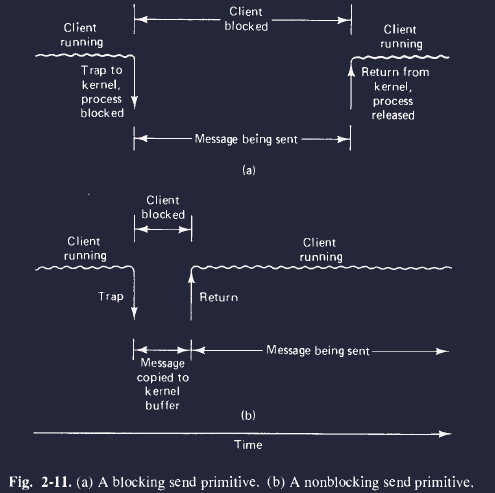 Client
blocked
Client
running
Client
running
Trap to
kernel,
process
blocked
Return from
kernel,
process
released
Message being sent
(a)
Client
blocked
Client
running
Client
running
Trap
Return
Message
copied to
kernel
buffer
Message being sent
(b)
Time
Fig. 2-11. (a) A blocking send primitive. (b) A nonblocking send primitive.